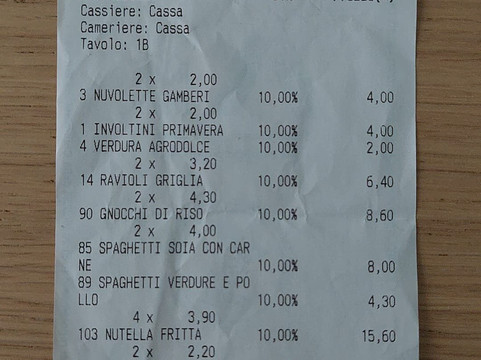 Cassiere: Cassa
Cameriere: Cassa
Tavolo: 1B
2 x 2,00
3 NUVOLETTE GAMBERI 10,00% 4,00
2 x 2,00
1 INVOLTINI PRIMAVERA 10,00% 4,00
4 VERDURA AGRODOLCE 10,00% 2,00
2 x 3,20
14 RAVIOLI GRIGLIA 10,00% 6,40
2 x 4,30
90 GNOCCHI DI RISO 10,00% 8,60
2 x 4,00
85 SPAGHETTI SOIA CON CAR
NE 10,00% 8,00
89 SPAGHETTI VERDURE E PO
LLO 10,00% 4,30
4 x 3,90
103 NUTELLA FRITTA 10,00% 15,60
2 x 2,20